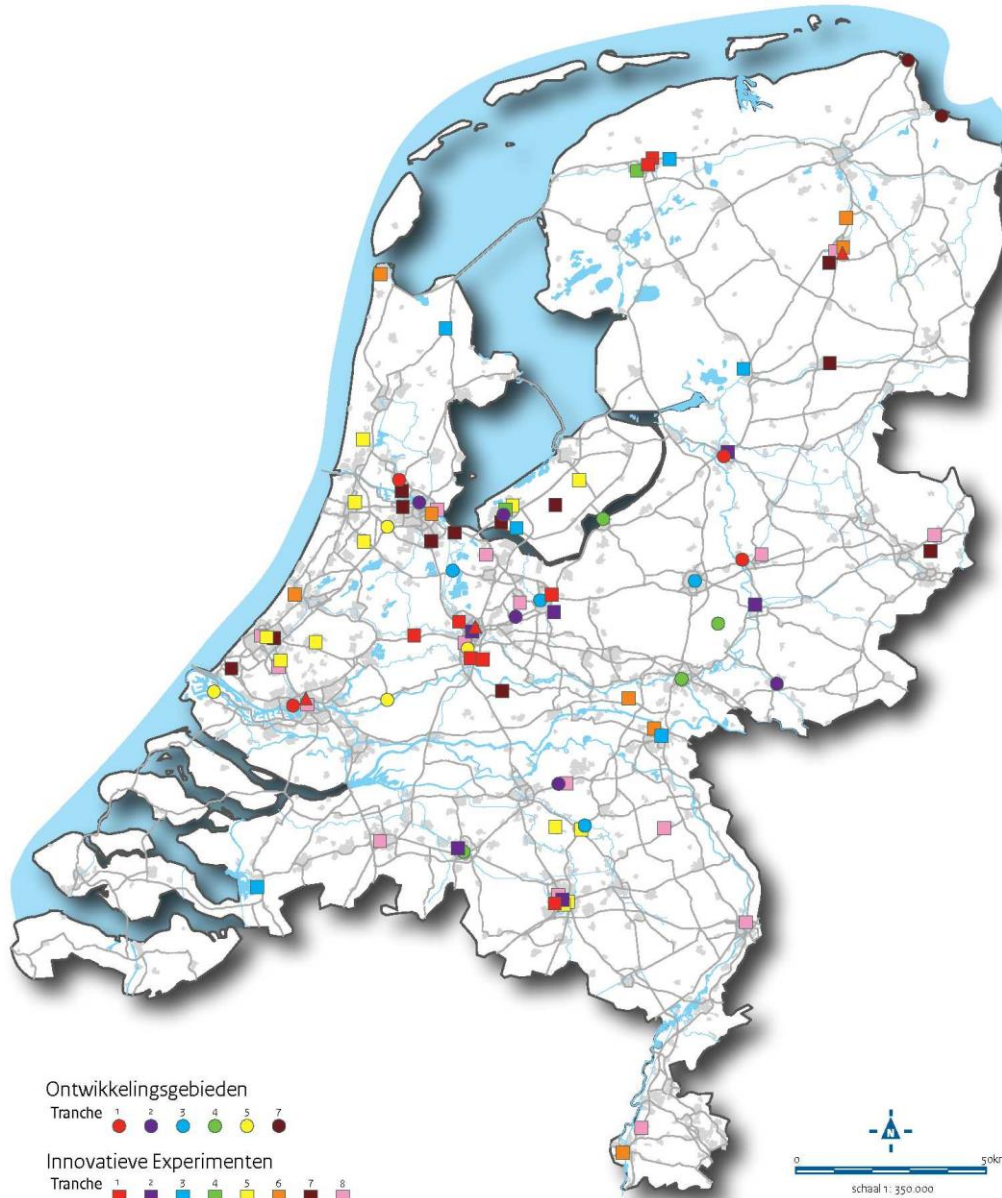 Ontwikkelingsgebieden
Tranche 1 2 3 4 5 7
Innovatieve Experimenten
Tranche 1 2 3 4 5 6 7 8
N
0 50km
schaal 1: 350.000